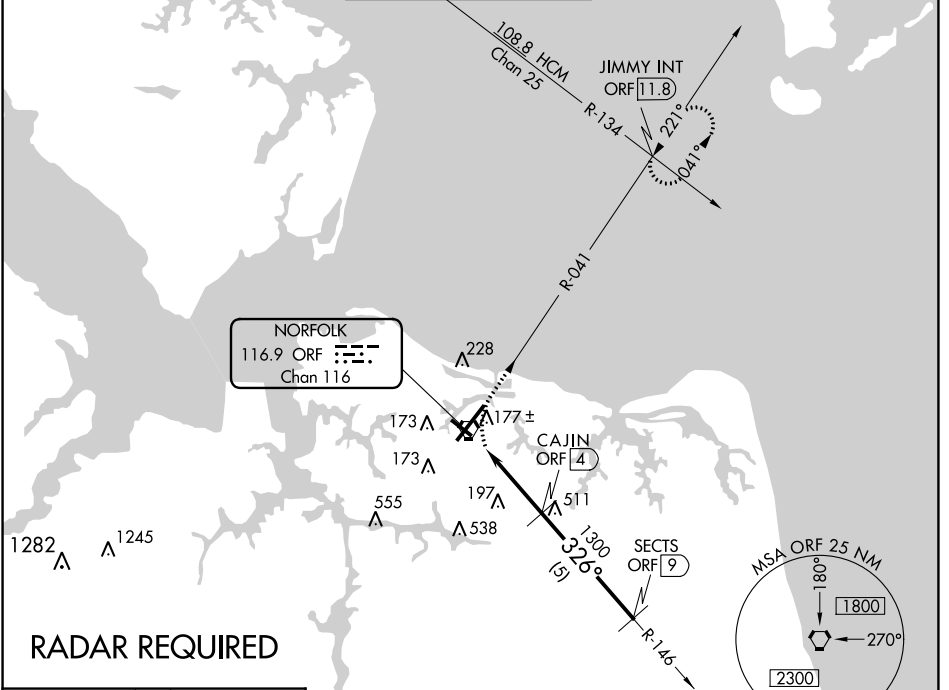 108.8 HCM
Chan 25
R-134
JIMMY INT
ORF 11.8
221°
041°
R-041
NORFOLK
116.9 ORF
Chan 116
228
173
177 ±
173
CAJIN
ORF 4
197
511
555
538
1282
1245
1300
326°
(5)
SECTS
ORF 9
R-146
MSA ORF 25 NM
180°
1800
270°
2300
RADAR REQUIRED